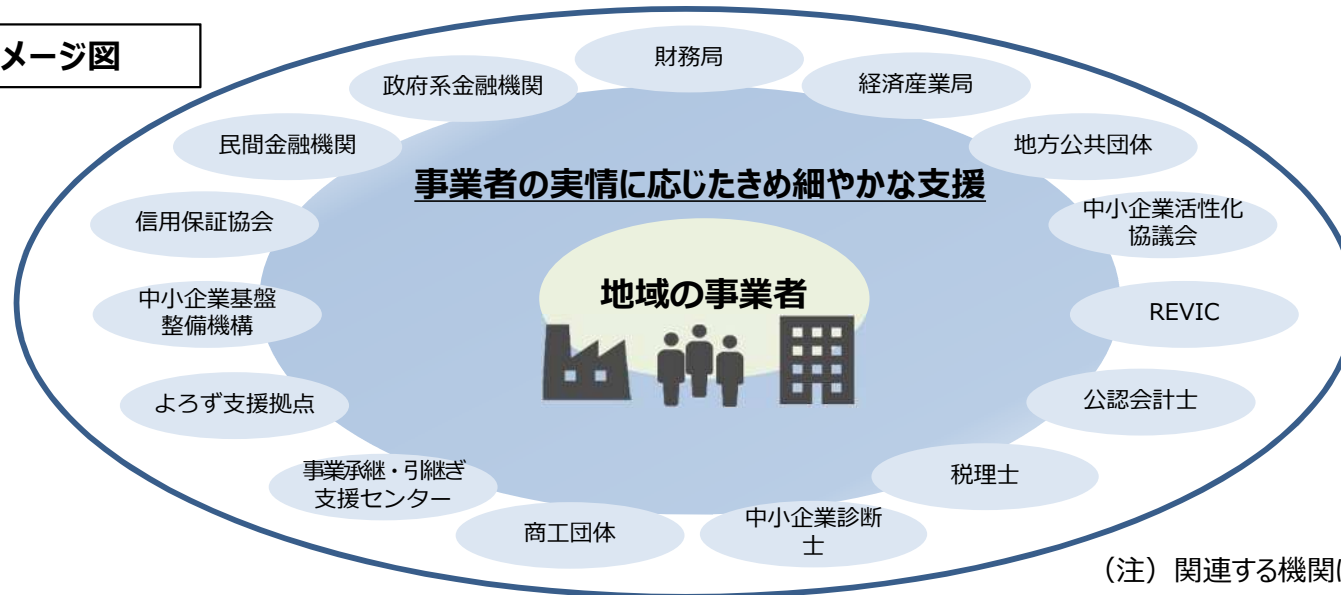 メージ図
財務局
政府系金融機関
経済産業局
民間金融機関
地方公共団体
事業者の実情に応じたきめ細やかな支援
信用保証協会
中小企業活性化
協議会
地域の事業者
中小企業基盤
整備機構
REVIC
よろず支援拠点
公認会計士
事業承継・引継ぎ
支援センター
税理士
商工団体
中小企業診断
士
（注）関連する機関